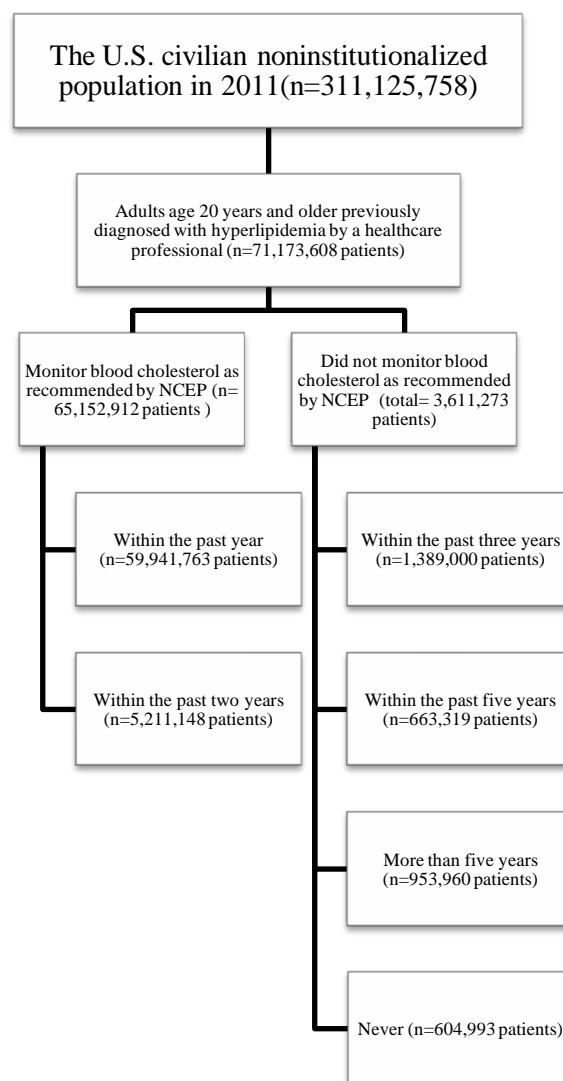 The U.S. civilian noninstitutionalized
population in 2011(n=311,125,758)
Adults age 20 years and older previously
diagnosed with hyperlipidemia by a healthcare
professional (n=71,173,608 patients)
Monitor blood cholesterol as
recommended by NCEP (n=
65,152,912 patients )
Did not monitor blood
cholesterol as recommended
by NCEP (total= 3,611,273
patients)
Within the past year
(n=59,941,763 patients)
Within the past two years
(n=5,211,148 patients)
Within the past three years
(n=1,389,000 patients)
Within the past five years
(n=663,319 patients)
More than five years
(n=953,960 patients)
Never (n=604,993 patients)